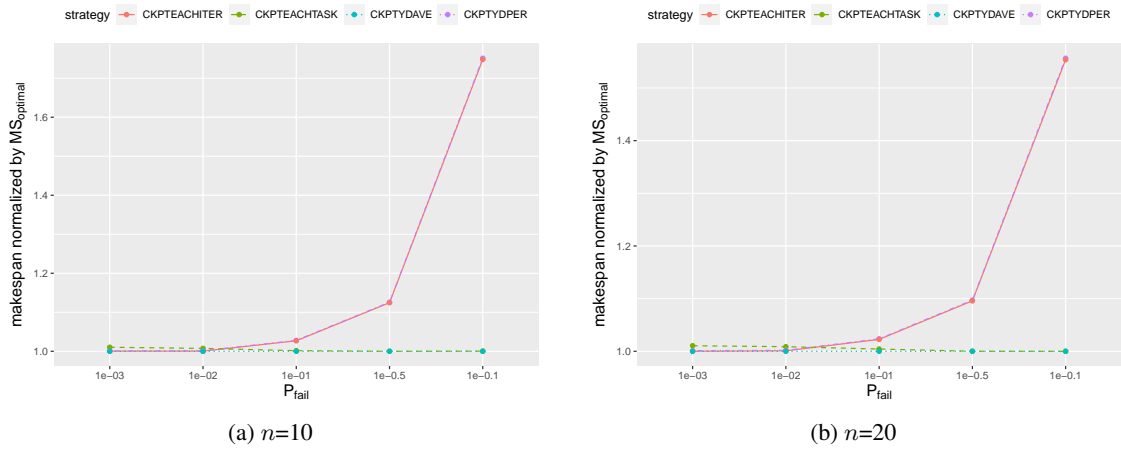 strategy CKPTEACHITER CKPTEACHTASK CKPTYDAVE CKPTYDPER
makespan normalized by MSoptimal
1.6
1.4
1.2
1.0
1e−03 1e−02 1e−01 1e−0.5 1e−0.1
Pfail
(a) n=10
strategy CKPTEACHITER CKPTEACHTASK CKPTYDAVE CKPTYDPER
makespan normalized by MSoptimal
1.4
1.2
1.0
1e−03 1e−02 1e−01 1e−0.5 1e−0.1
Pfail
(b) n=20